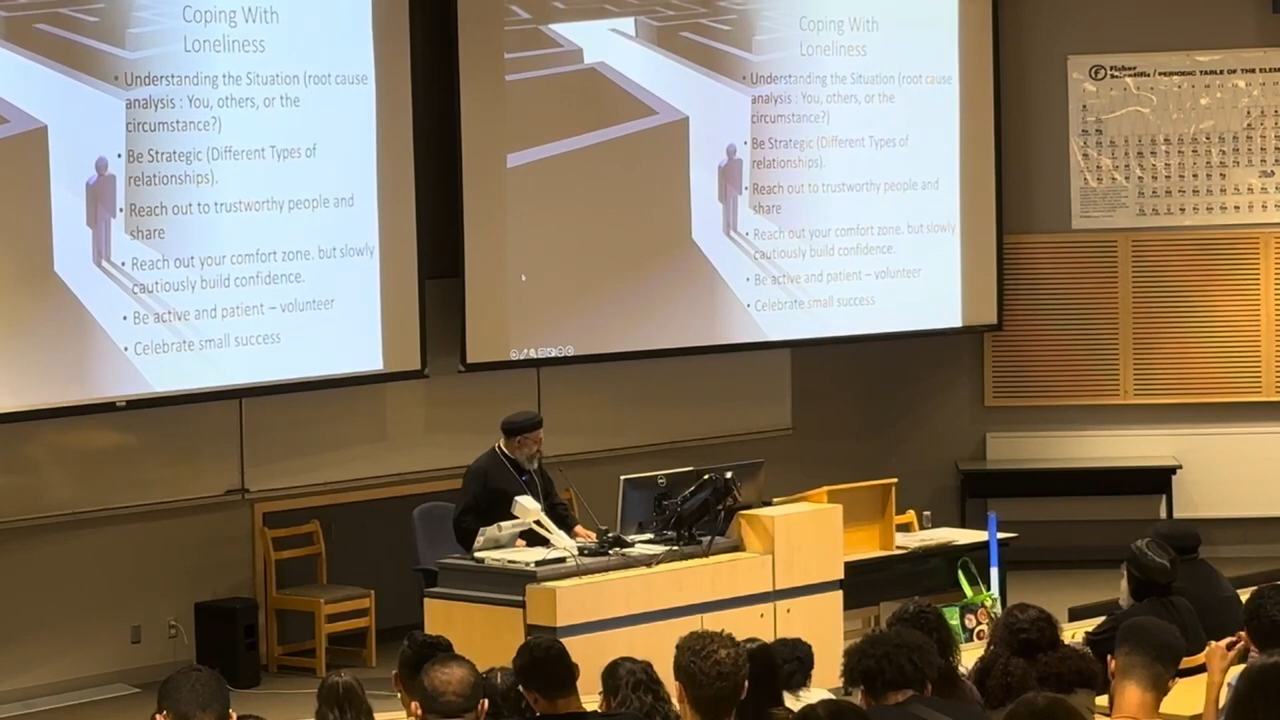 Coping With
Loneliness
• Understanding the Situation (root cause
analysis : You, others, or the
circumstance?)
• Be Strategic (Different Types of
relationships).
• Reach out to trustworthy people and
share
• Reach out your comfort zone. but slowly
cautiously build confidence.
• Be active and patient – volunteer
• Celebrate small success
Coping With
Loneliness
• Understanding the Situation (root cause
analysis : You, others, or the
circumstance?)
• Be Strategic (Different Types of
relationships).
• Reach out to trustworthy people and
share
• Reach out your comfort zone. but slowly
cautiously build confidence.
• Be active and patient – volunteer
• Celebrate small success
Fisher
Scientific / PERIODIC TABLE OF THE ELEM
DELL